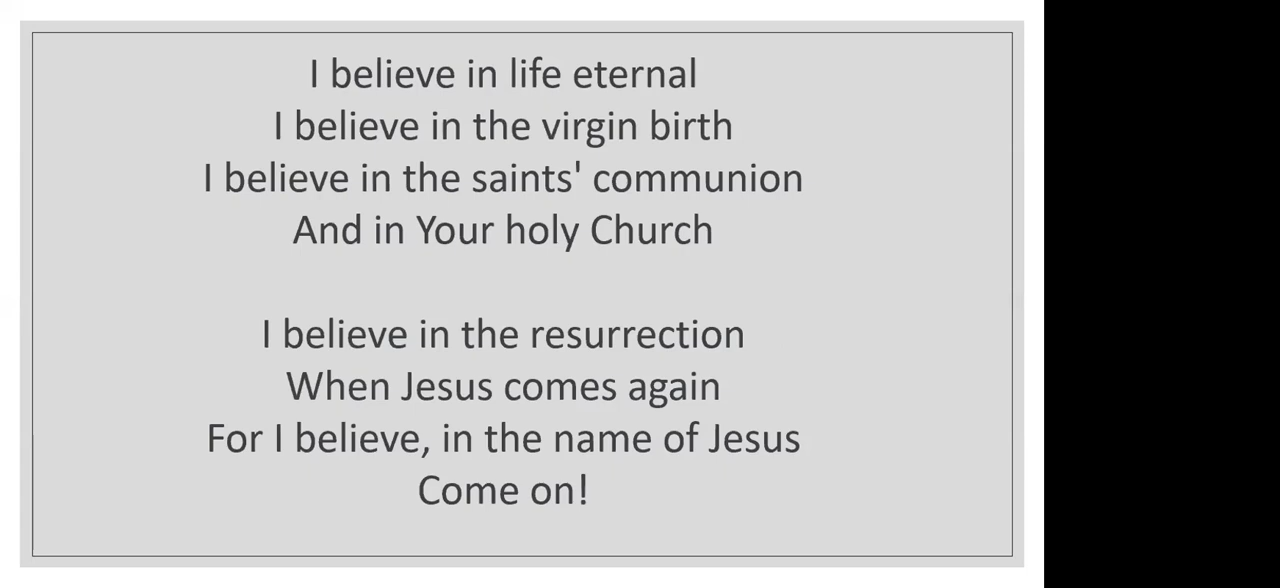 I believe in life eternal
I believe in the virgin birth
I believe in the saints' communion
And in Your holy Church
I believe in the resurrection
When Jesus comes again
For I believe, in the name of Jesus
Come on!